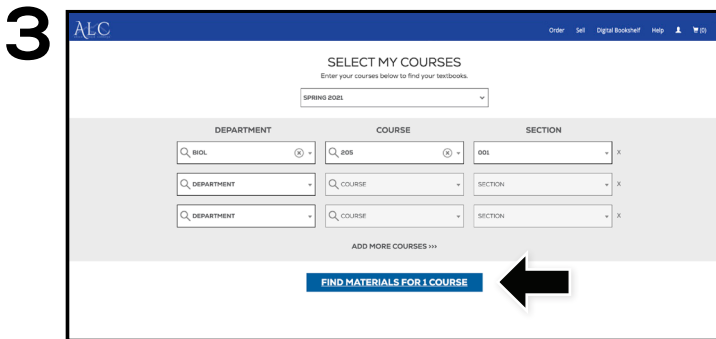 3
ALC
Order Sell Digital Bookshelf Help (0)
SELECT MY COURSES
Enter your courses below to find your textbooks.
SPRING 2021
DEPARTMENT COURSE SECTION
BIOL 205 001 X
DEPARTMENT COURSE SECTION X
DEPARTMENT COURSE SECTION X
ADD MORE COURSES >>>
FIND MATERIALS FOR 1 COURSE